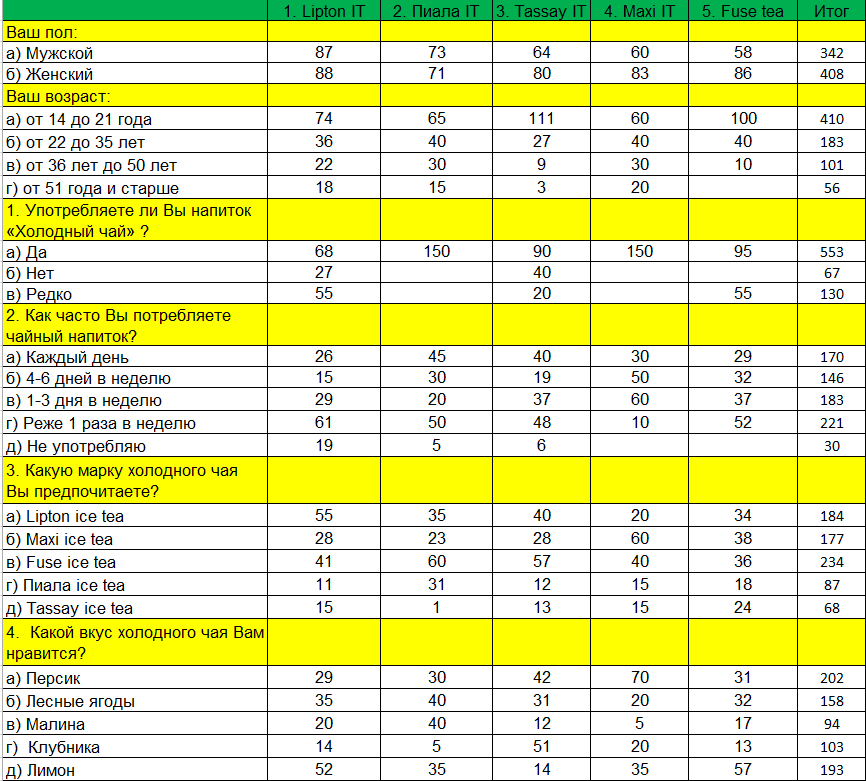 1. Lipton IT 2. Пиала IT 3. Tassay IT 4. Maxi IT 5. Fuse tea Итог
Ваш пол:
а) Мужской 87 73 64 60 58 342
б) Женский 88 71 80 83 86 408
Ваш возраст:
а) от 14 до 21 года 74 65 111 60 100 410
б) от 22 до 35 лет 36 40 27 40 40 183
в) от 36 лет до 50 лет 22 30 9 30 10 101
г) от 51 года и старше 18 15 3 20 56
1. Употребляете ли Вы напиток
«Холодный чай» ?
а) Да 68 150 90 150 95 553
б) Нет 27 40 67
в) Редко 55 20 55 130
2. Как часто Вы потребляете
чайный напиток?
а) Каждый день 26 45 40 30 29 170
б) 4-6 дней в неделю 15 30 19 50 32 146
в) 1-3 дня в неделю 29 20 37 60 37 183
г) Реже 1 раза в неделю 61 50 48 10 52 221
д) Не употребляю 19 5 6 30
3. Какую марку холодного чая
Вы предпочитаете?
а) Lipton ice tea 55 35 40 20 34 184
б) Maxi ice tea 28 23 28 60 38 177
в) Fuse ice tea 41 60 57 40 36 234
г) Пиала ice tea 11 31 12 15 18 87
д) Tassay ice tea 15 1 13 15 24 68
4. Какой вкус холодного чая Вам
нравится?
а) Персик 29 30 42 70 31 202
б) Лесные ягоды 35 40 31 20 32 158
в) Малина 20 40 12 5 17 94
г) Клубника 14 5 51 20 13 103
д) Лимон 52 35 14 35 57 193